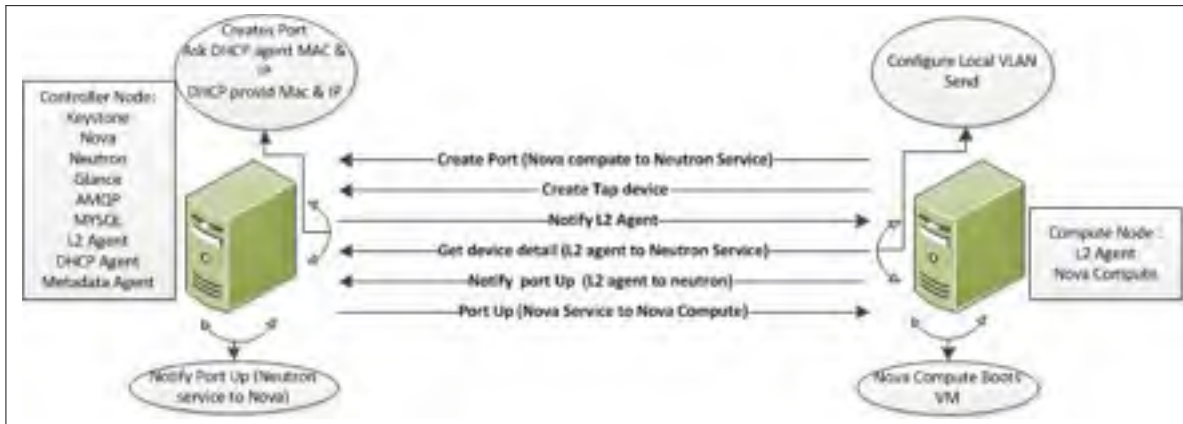 Creates Port
Ask DHCP agent MAC &
IP
DHCP provid Mac & IP
Configure Local VLAN
Send
Controller Node:
Keystone
Nova
Neutron
Glance
AMQP
MYSQL
L2 Agent
DHCP Agent
Metadata Agent
Create Port (Nova compate to Neutron Service)
Create Tap device
Notify L2 Agent
Get device detail (L2 agent to Neutron Service)
Notify port Up (L2 agent to neutron)
Port Up (Nova Service to Nova Compute)
Compute Node :
L2 Agent
Nova Compute
Notify Port Up (Neutron
service to Nova)
Nova Compute Boots
VM